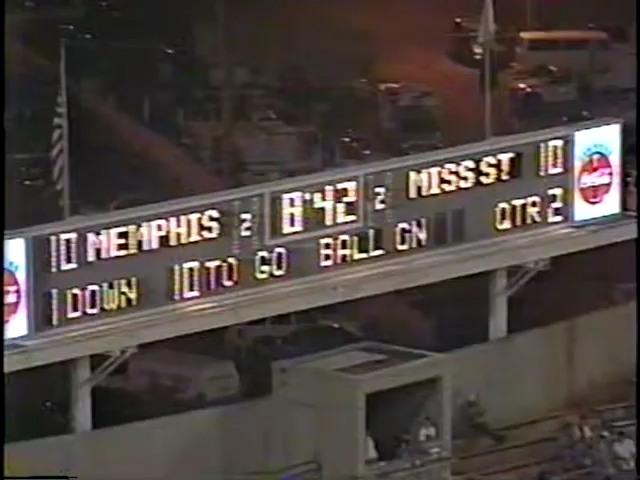 10 MEMPHIS 2 8:42 2 MISS ST 10
1 DOWN 10 TO GO BALL ON QTR 2